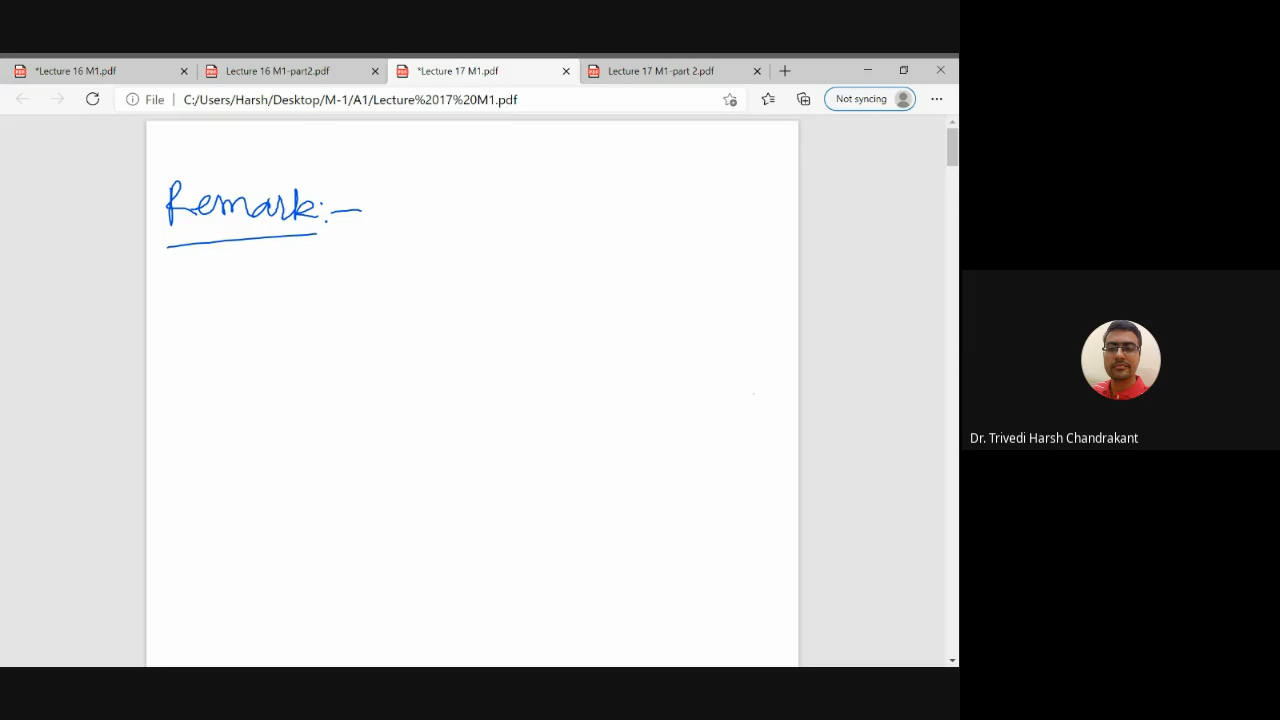 *Lecture 16 M1.pdf Lecture 16 M1-part2.pdf *Lecture 17 M1.pdf Lecture 17 M1-part 2.pdf
File C:/Users/Harsh/Desktop/M-1/A1/Lecture%2017%20M1.pdf Not syncing
Remark:-
Dr. Trivedi Harsh Chandrakant